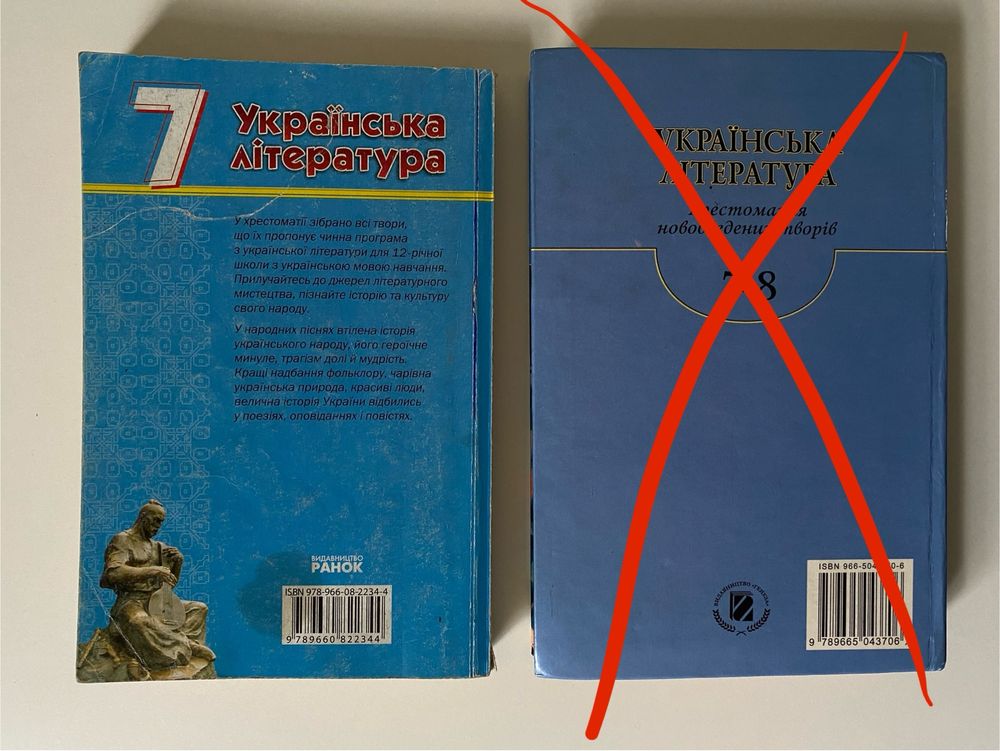 7
Українська
література
У хрестоматії зібрано всі твори,
що їх пропонує чинна програма
з української літератури для 12-річної
школи з українською мовою навчання.
Прилучайтесь до джерел літературного
мистецтва, пізнайте історію та культуру
свого народу.
У народних піснях втілена історія
українського народу, його героїчне
минуле, трагізм долі й мудрість.
Кращі надбання фольклору, чарівна
українська природа, красиві люди,
велична історія України відбились
у поезіях, оповіданнях і повістях.
ВИДАВНИЦТВО
РАНОК
ISBN 978-966-08-2234-4
9 789660 822344
УКРАЇНСЬКА
ЛІТЕРАТУРА
Хрестоматія
творів
8
ВИДАВНИЦТВО «ГЕНЕЗА»
ISBN
9 789665 043706